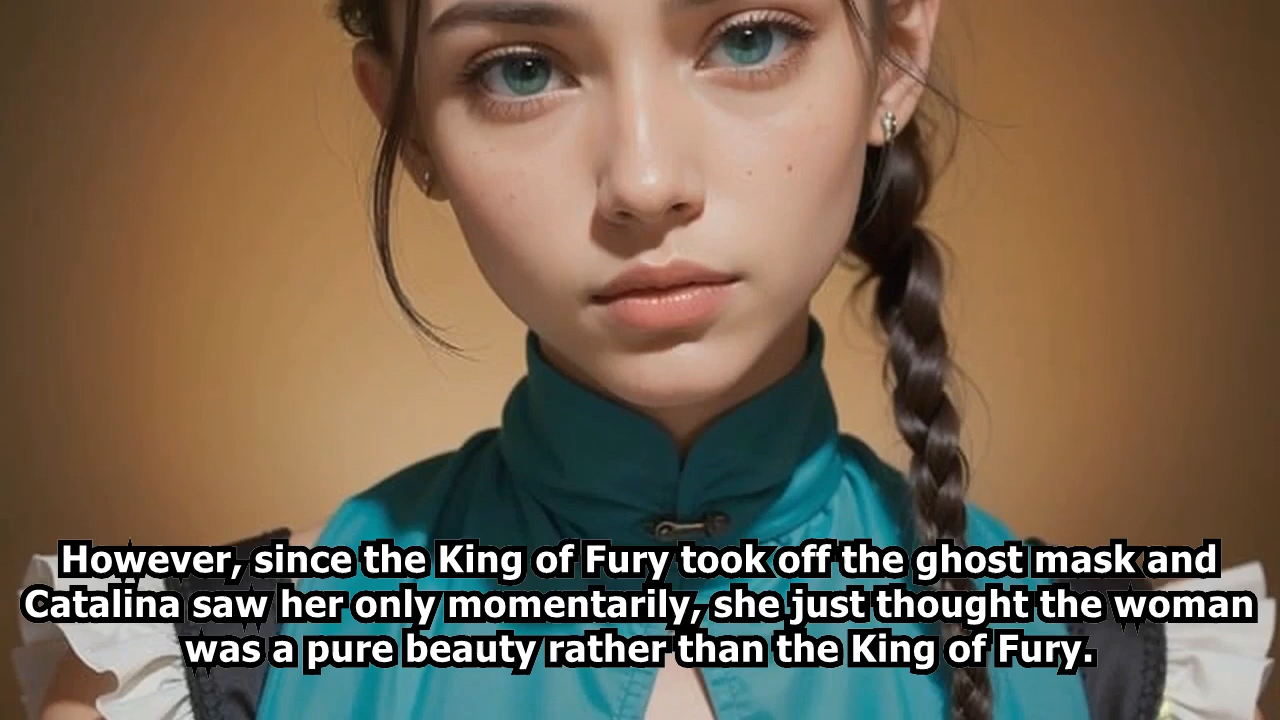 However, since the King of Fury took off the ghost mask and
Catalina saw her only momentarily, she just thought the woman
was a pure beauty rather than the King of Fury.